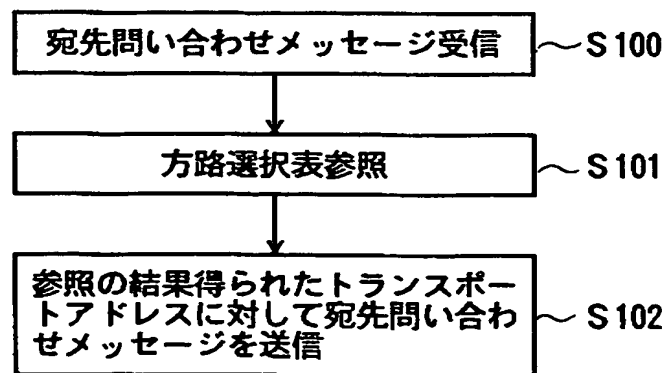 宛先問い合わせメッセージ受信 ~S100
方路選択表参照 ~S101
参照の結果得られたトランスポー
トアドレスに対して宛先問い合わ
せメッセージを送信 ~S102